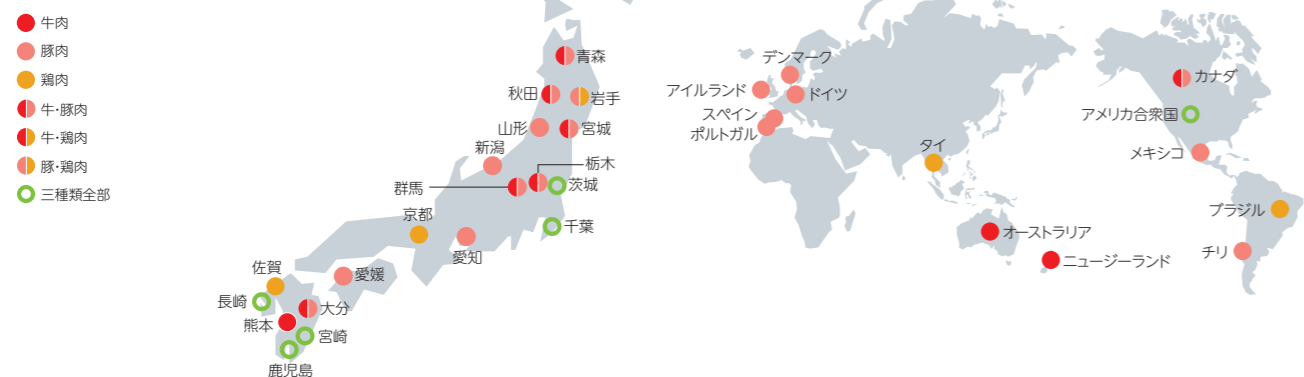 牛肉
豚肉
鶏肉
牛・豚肉
牛・鶏肉
豚・鶏肉
三種類全部
青森
秋田
岩手
山形
宮城
新潟
栃木
群馬
茨城
京都
千葉
愛知
佐賀
愛媛
長崎
大分
熊本
宮崎
鹿児島
デンマーク
アイルランド
ドイツ
スペイン
ポルトガル
タイ
オーストラリア
ニュージーランド
カナダ
アメリカ合衆国
メキシコ
ブラジル
チリ